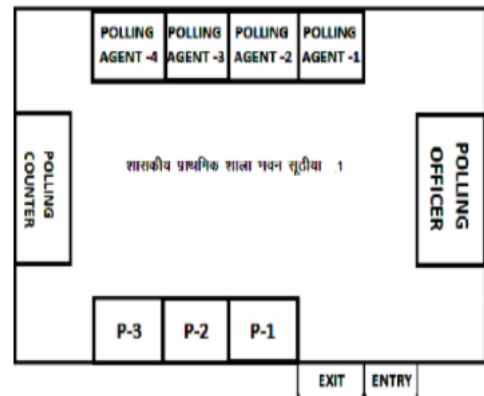 POLLING AGENT -4
POLLING AGENT -3
POLLING AGENT -2
POLLING AGENT -1
POLLING COUNTER
शासकीय प्राथमिक शाला भवन सूठीया .1
POLLING OFFICER
P-3
P-2
P-1
EXIT
ENTRY